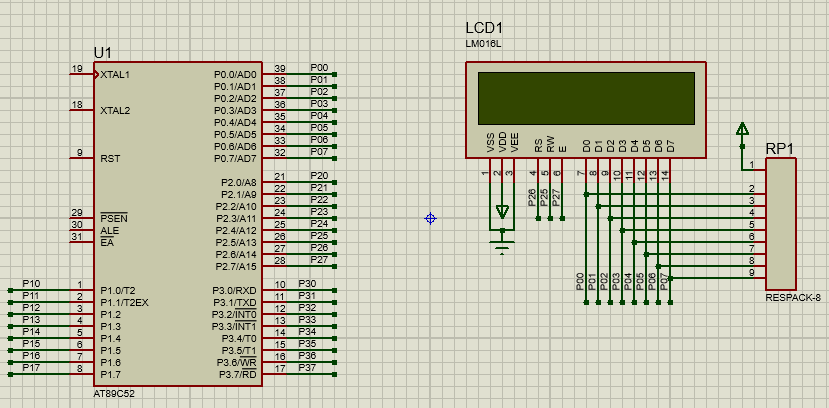 U1
19 XTAL1
18 XTAL2
9 RST
29 PSEN
30 ALE
31 EA
P10 1 P1.0/T2
P11 2 P1.1/T2EX
P12 3 P1.2
P13 4 P1.3
P14 5 P1.4
P15 6 P1.5
P16 7 P1.6
P17 8 P1.7
P0.0/AD0 39 P00
P0.1/AD1 38 P01
P0.2/AD2 37 P02
P0.3/AD3 36 P03
P0.4/AD4 35 P04
P0.5/AD5 34 P05
P0.6/AD6 33 P06
P0.7/AD7 32 P07
P2.0/A8 21 P20
P2.1/A9 22 P21
P2.2/A10 23 P22
P2.3/A11 24 P23
P2.4/A12 25 P24
P2.5/A13 26 P25
P2.6/A14 27 P26
P2.7/A15 28 P27
P3.0/RXD 10 P30
P3.1/TXD 11 P31
P3.2/INT0 12 P32
P3.3/INT1 13 P33
P3.4/T0 14 P34
P3.5/T1 15 P35
P3.6/WR 16 P36
P3.7/RD 17 P37
AT89C52
LCD1
LM016L
VSS VDD VEE RS RW E D0 D1 D2 D3 D4 D5 D6 D7
1 2 3 4 5 6 7 8 9 10 11 12 13 14
P26 P25 P27
P00 P01 P02 P03 P04 P05 P06 P07
RP1
1
2
3
4
5
6
7
8
9
RESPACK-8